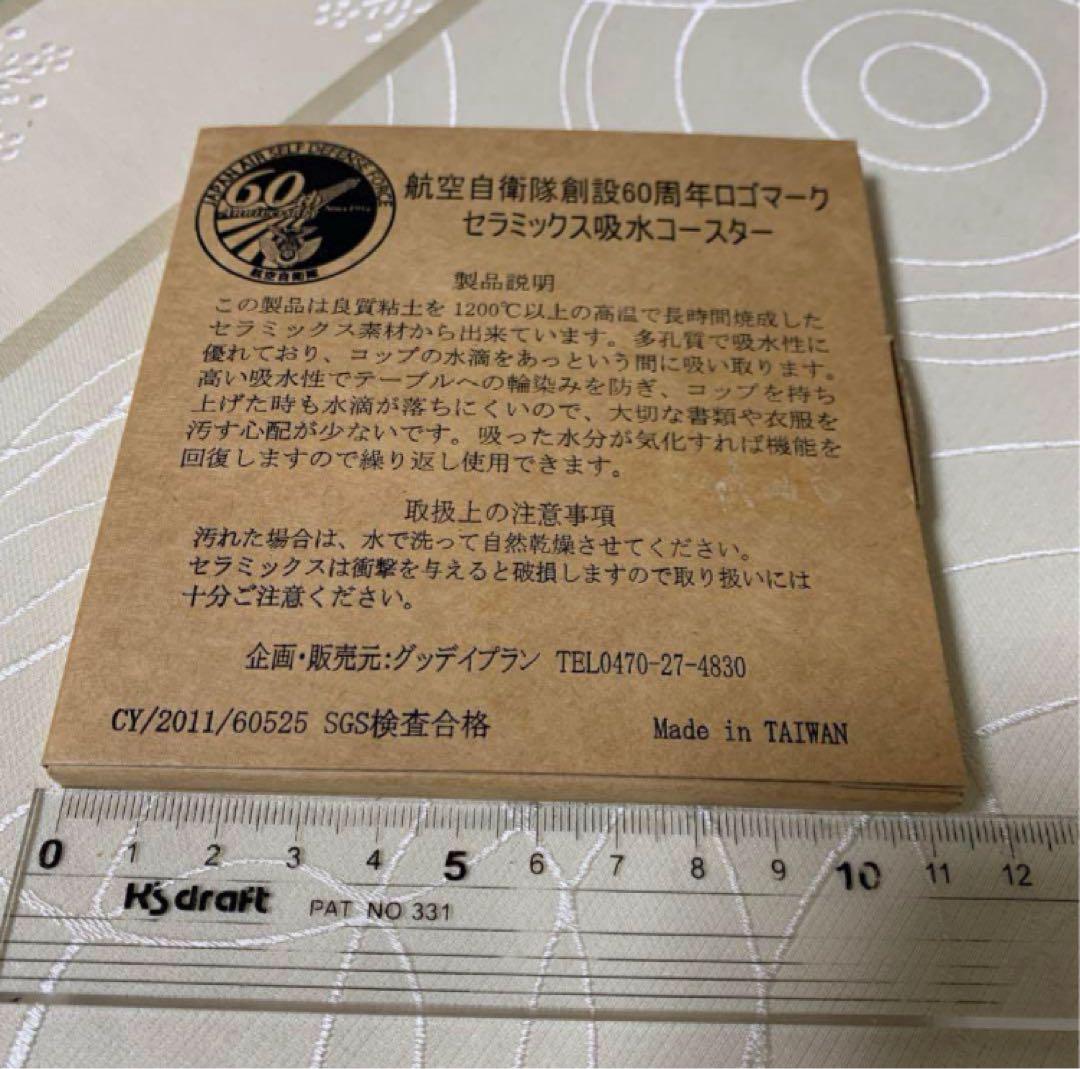 JAPAN AIR SELF DEFENSE FORCE
60
Anniversary
Since 1954
航空自衛隊
航空自衛隊創設60周年ロゴマーク
セラミックス吸水コースター
製品説明
この製品は良質粘土を1200℃以上の高温で長時間焼成した
セラミックス素材から出来ています。多孔質で吸水性に
優れており、コップの水滴をあっという間に吸い取ります。
高い吸水性でテーブルへの輪染みを防ぎ、コップを持ち
上げた時も水滴が落ちにくいので、大切な書類や衣服を
汚す心配が少ないです。吸った水分が気化すれば機能を
回復しますので繰り返し使用できます。
取扱上の注意事項
汚れた場合は、水で洗って自然乾燥させてください。
セラミックスは衝撃を与えると破損しますので取り扱いには
十分ご注意ください。
企画・販売元:グッデイプラン TEL0470-27-4830
CY/2011/60525 SGS検査合格 Made in TAIWAN
0 1 2 3 4 5 6 7 8 9 10 11 12
K's draft PAT NO 331